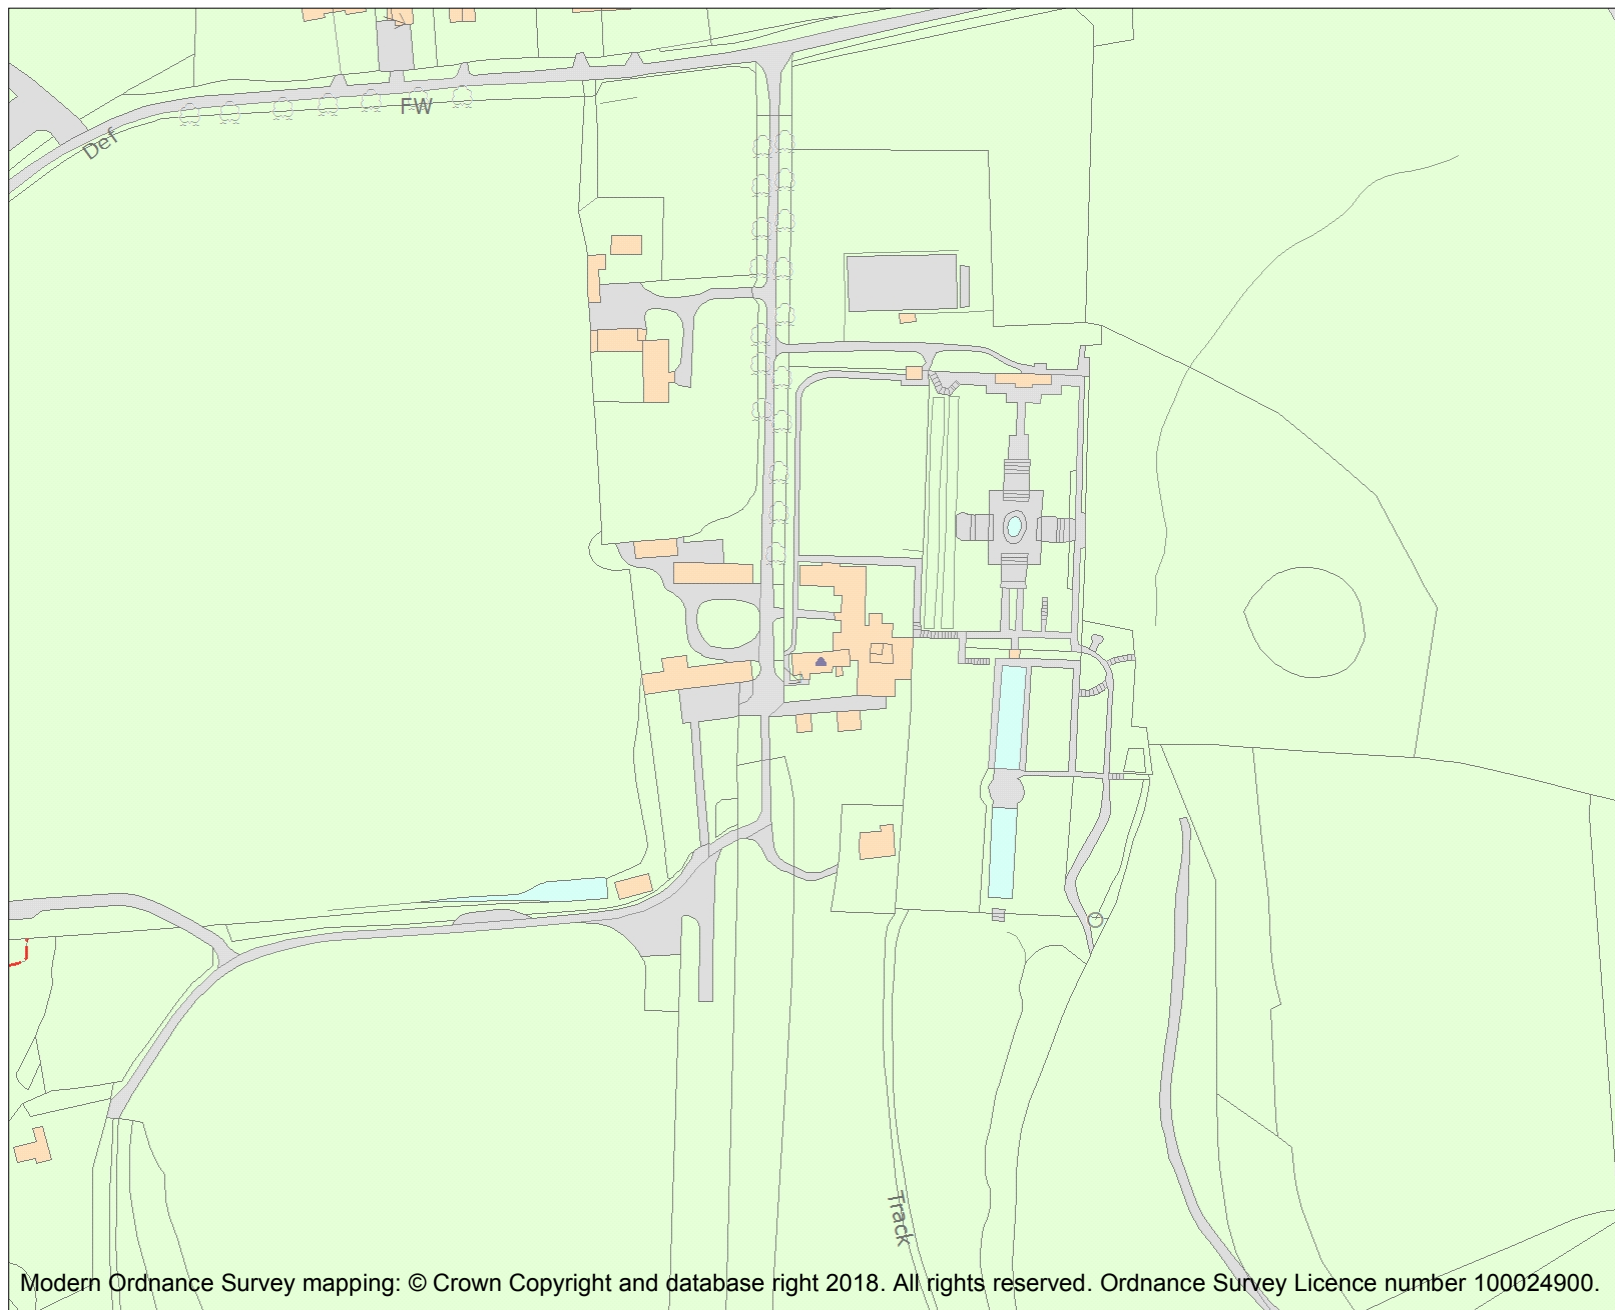 FW
Def
Track
Modern Ordnance Survey mapping: © Crown Copyright and database right 2018. All rights reserved. Ordnance Survey Licence number 100024900.